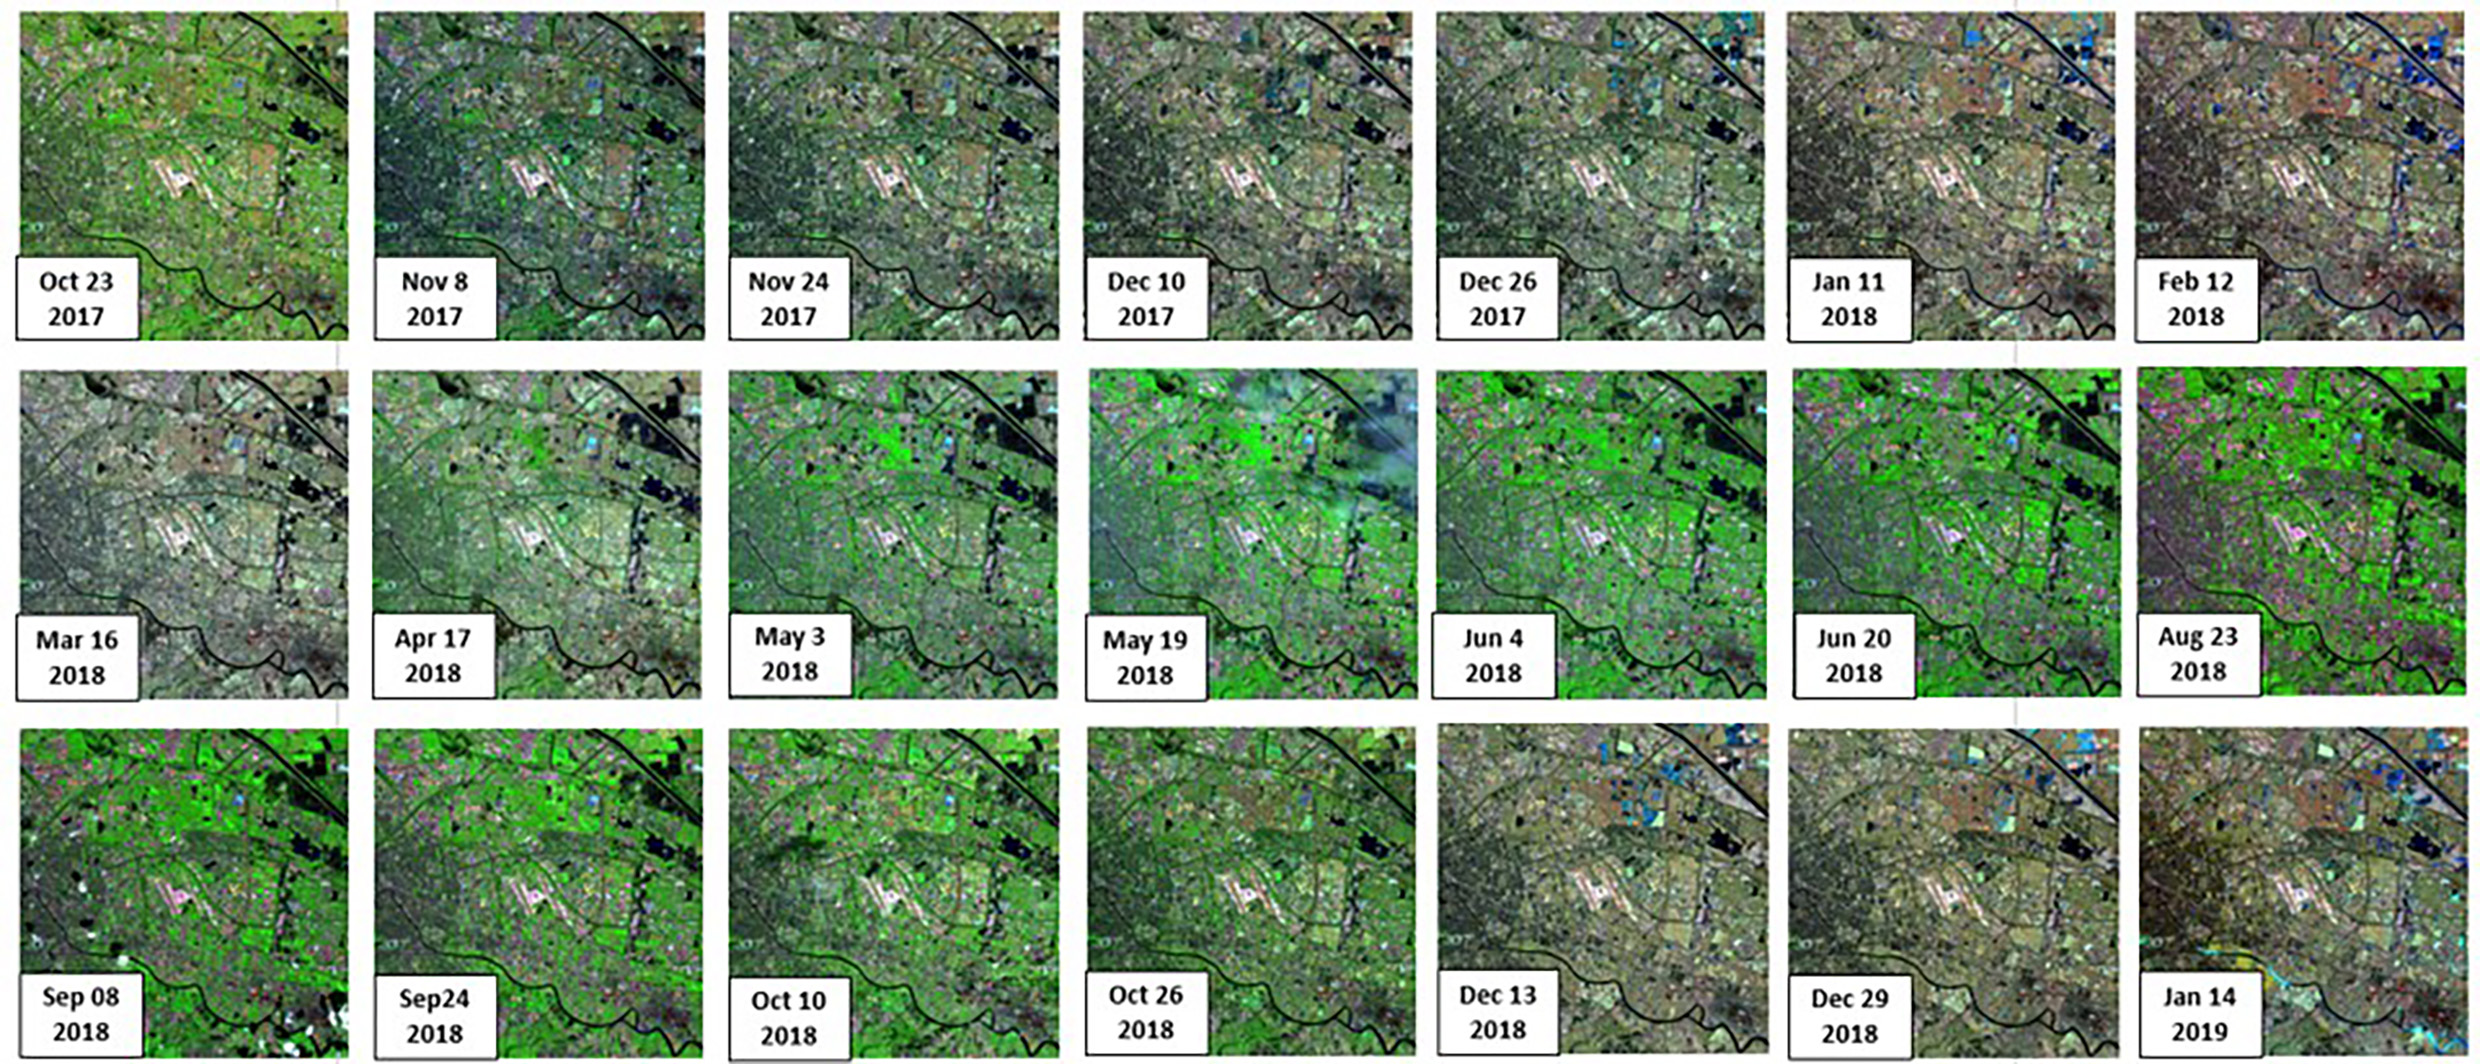 Oct 23
2017
Nov 8
2017
Nov 24
2017
Dec 10
2017
Dec 26
2017
Jan 11
2018
Feb 12
2018
Mar 16
2018
Apr 17
2018
May 3
2018
May 19
2018
Jun 4
2018
Jun 20
2018
Aug 23
2018
Sep 08
2018
Sep24
2018
Oct 10
2018
Oct 26
2018
Dec 13
2018
Dec 29
2018
Jan 14
2019